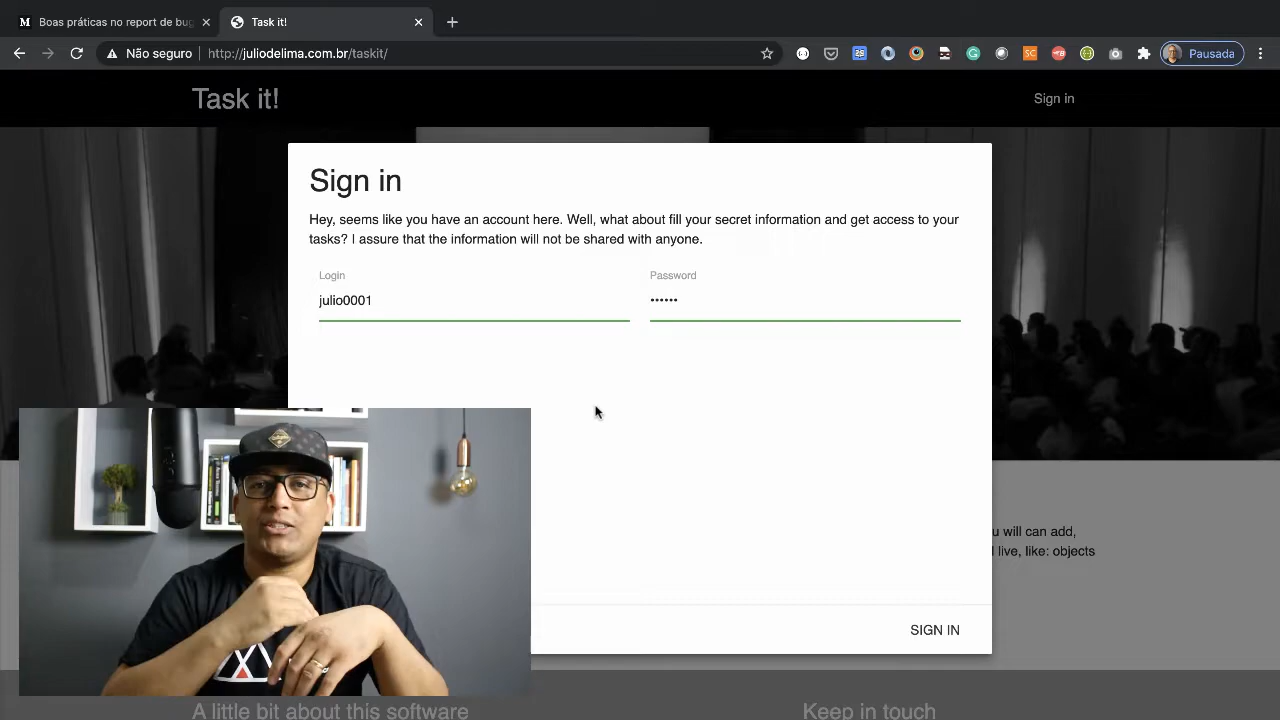 Boas práticas no report de bug
Task it!
Não seguro
http://juliodelima.com.br/taskit/
Pausada
Task it!
Sign in
Sign in
Hey, seems like you have an account here. Well, what about fill your secret information and get access to your
tasks? I assure that the information will not be shared with anyone.
Login
Password
julio0001
••••••
u will can add,
l live, like: objects
SIGN IN
A little bit about this software
Keep in touch